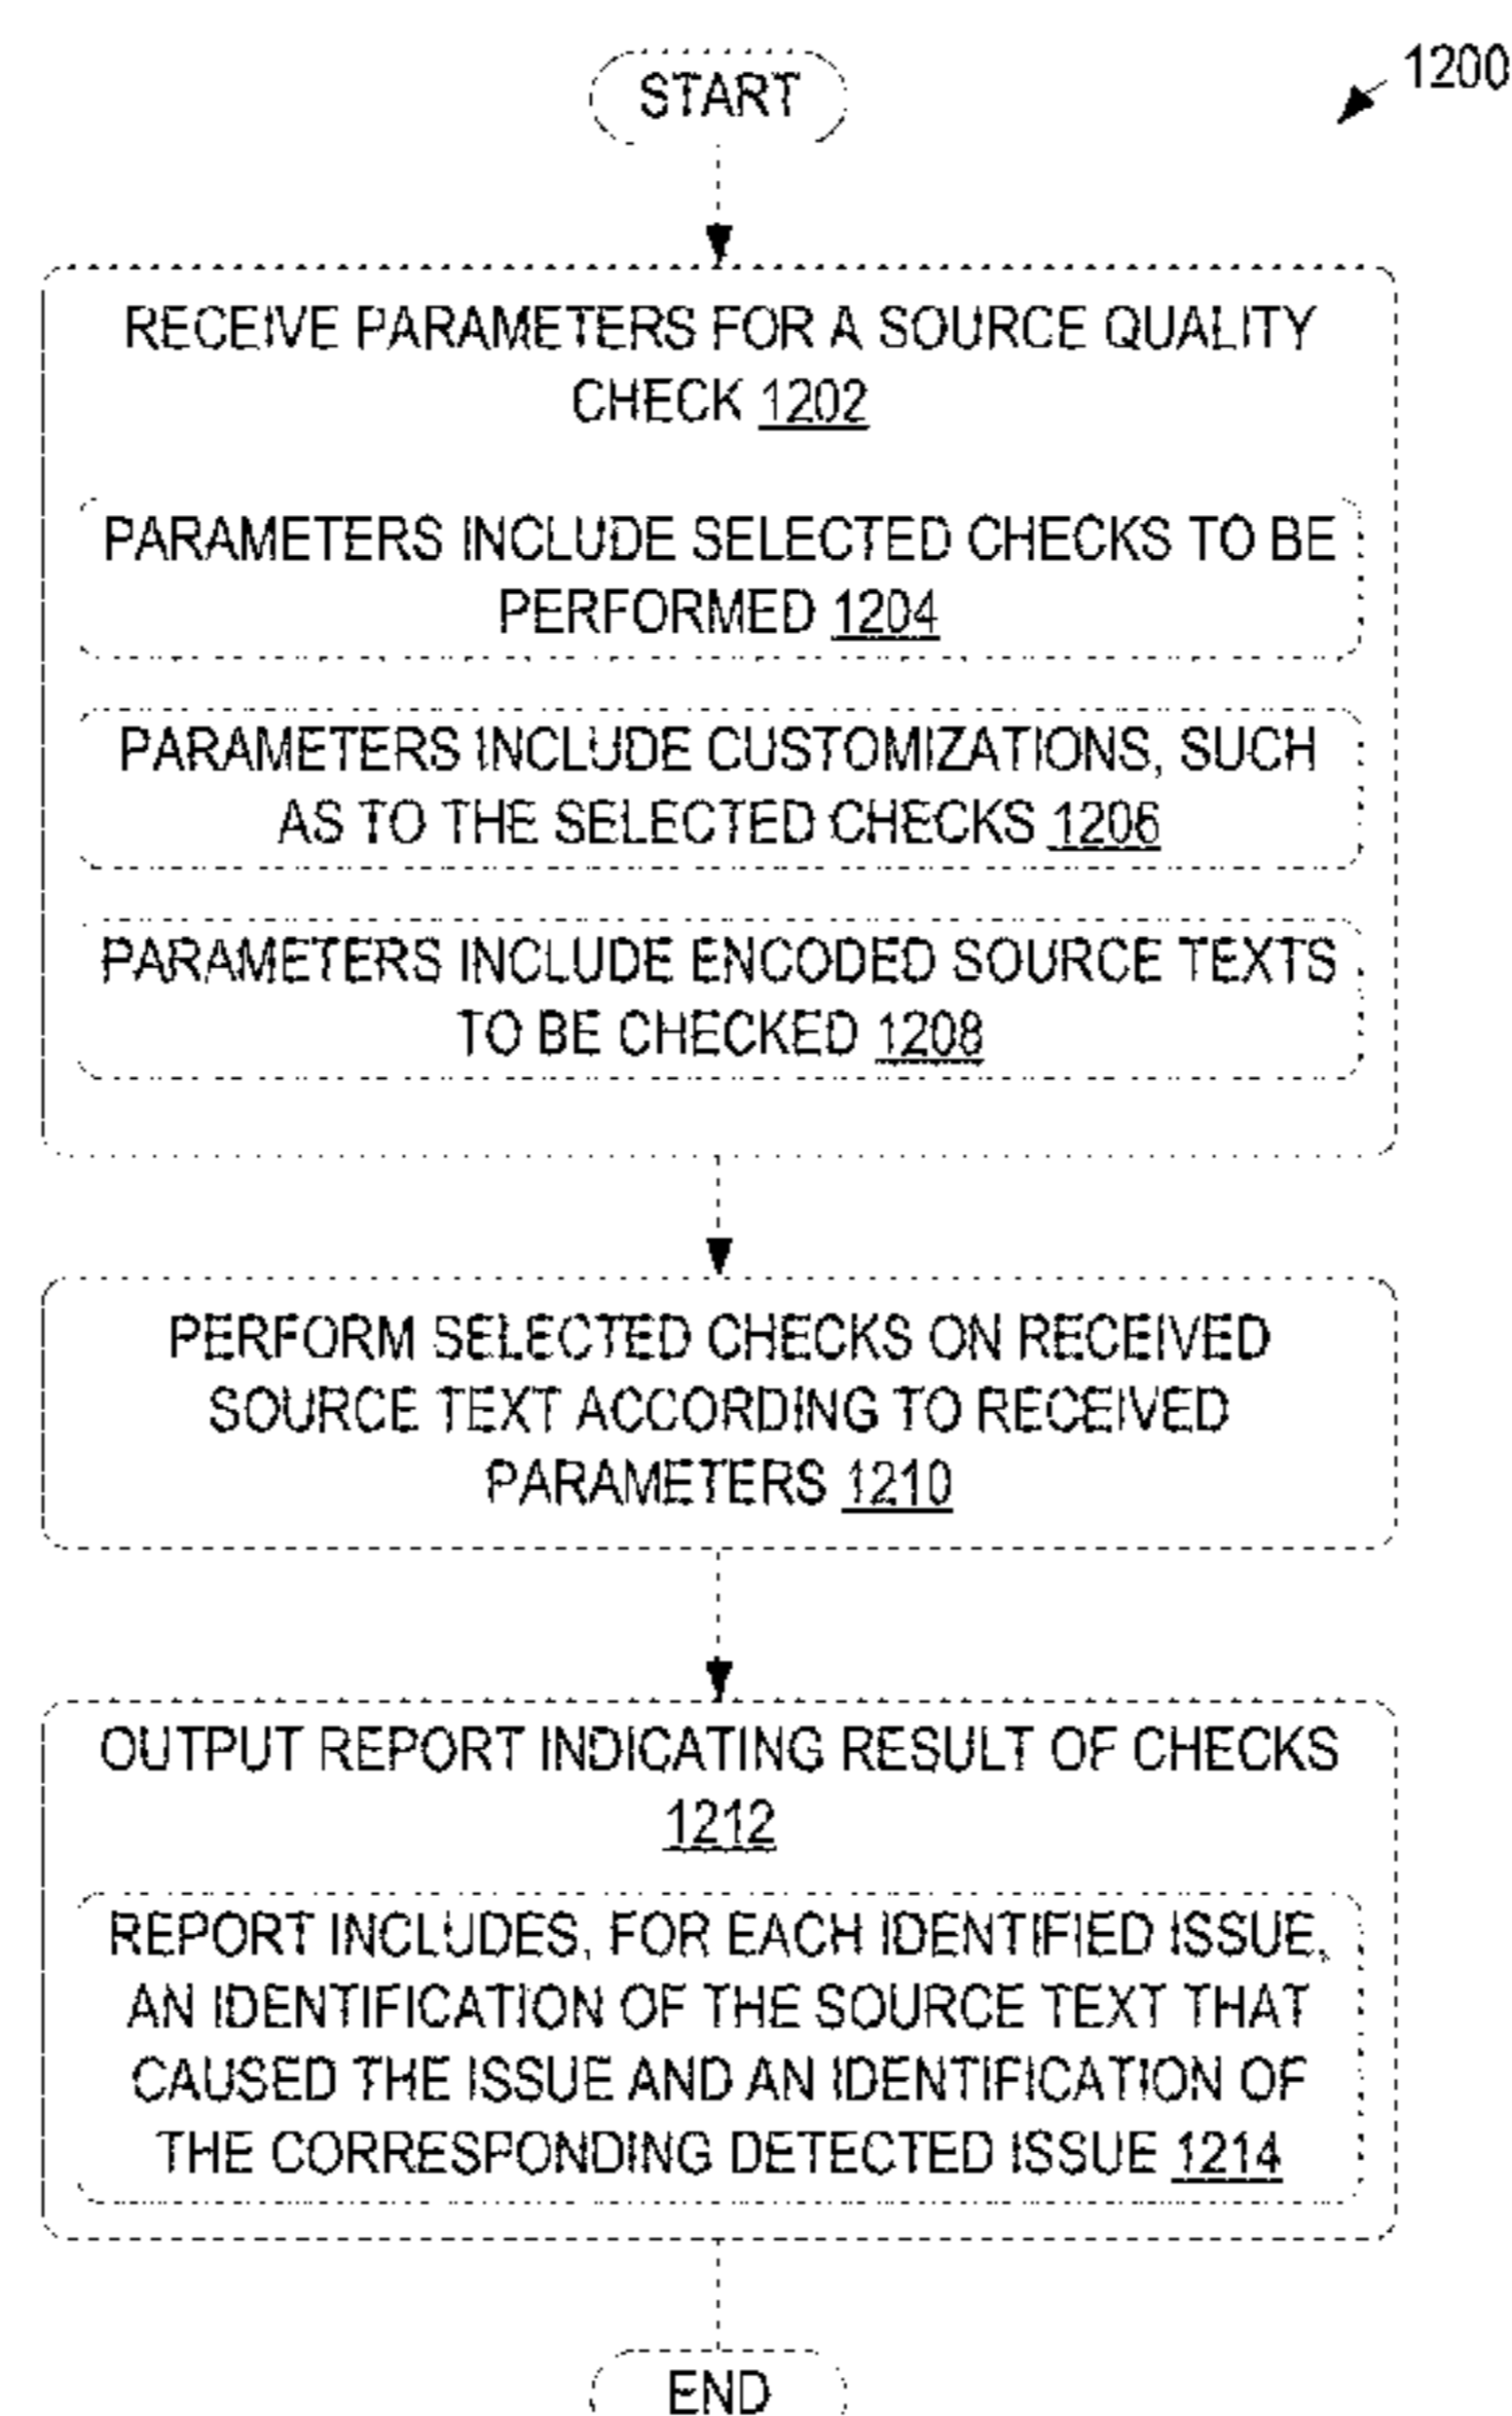 1200
START
RECEIVE PARAMETERS FOR A SOURCE QUALITY
CHECK 1202
PARAMETERS INCLUDE SELECTED CHECKS TO BE
PERFORMED 1204
PARAMETERS INCLUDE CUSTOMIZATIONS, SUCH
AS TO THE SELECTED CHECKS 1206
PARAMETERS INCLUDE ENCODED SOURCE TEXTS
TO BE CHECKED 1208
PERFORM SELECTED CHECKS ON RECEIVED
SOURCE TEXT ACCORDING TO RECEIVED
PARAMETERS 1210
OUTPUT REPORT INDICATING RESULT OF CHECKS
1212
REPORT INCLUDES, FOR EACH IDENTIFIED ISSUE,
AN IDENTIFICATION OF THE SOURCE TEXT THAT
CAUSED THE ISSUE AND AN IDENTIFICATION OF
THE CORRESPONDING DETECTED ISSUE 1214
END